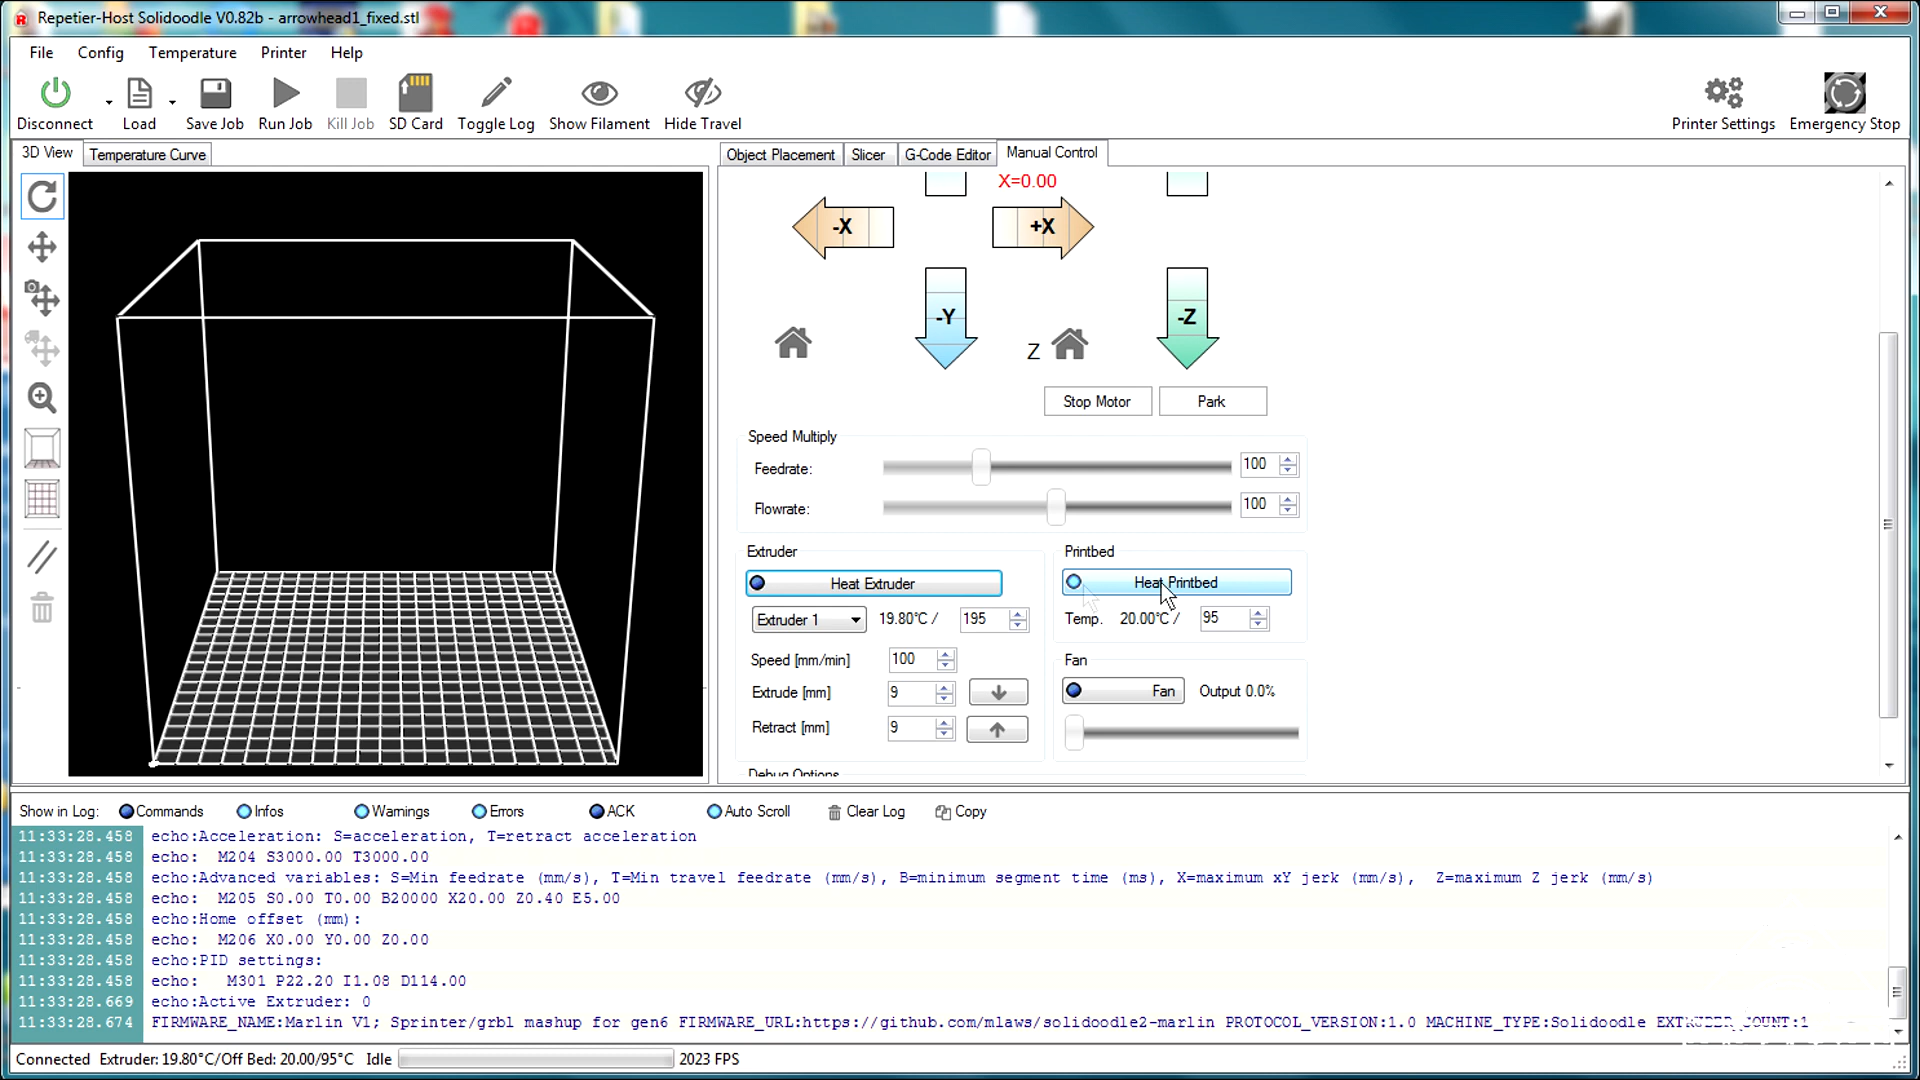 Repetier-Host Solidoodle V0.82b - arrowhead1_fixed.stl
File Config Temperature Printer Help
Disconnect Load Save Job Run Job Kill Job SD Card Toggle Log Show Filament Hide Travel Printer Settings Emergency Stop
3D View Temperature Curve
Object Placement Slicer G-Code Editor Manual Control
X=0.00
-X +X
-Y -Z
Z
Stop Motor Park
Speed Multiply
Feedrate: 100
Flowrate: 100
Extruder Printbed
Heat Extruder Heat Printbed
Extruder 1 19.80°C / 195 Temp. 20.00°C / 95
Speed [mm/min] 100 Fan
Extrude [mm] 9 Fan Output 0.0%
Retract [mm] 9
Debug Options
Show in Log: Commands Infos Warnings Errors ACK Auto Scroll Clear Log Copy
11:33:28.458 echo:Acceleration: S=acceleration, T=retract acceleration
11:33:28.458 echo: M204 S3000.00 T3000.00
11:33:28.458 echo:Advanced variables: S=Min feedrate (mm/s), T=Min travel feedrate (mm/s), B=minimum segment time (ms), X=maximum xY jerk (mm/s), Z=maximum Z jerk (mm/s)
11:33:28.458 echo: M205 S0.00 T0.00 B20000 X20.00 Z0.40 E5.00
11:33:28.458 echo:Home offset (mm):
11:33:28.458 echo: M206 X0.00 Y0.00 Z0.00
11:33:28.458 echo:PID settings:
11:33:28.458 echo: M301 P22.20 I1.08 D114.00
11:33:28.669 echo:Active Extruder: 0
11:33:28.674 FIRMWARE_NAME:Marlin V1; Sprinter/grbl mashup for gen6 FIRMWARE_URL:https://github.com/mlaws/solidoodle2-marlin PROTOCOL_VERSION:1.0 MACHINE_TYPE:Solidoodle EXTRUDER_COUNT:1
Connected Extruder: 19.80°C/Off Bed: 20.00/95°C Idle 2023 FPS